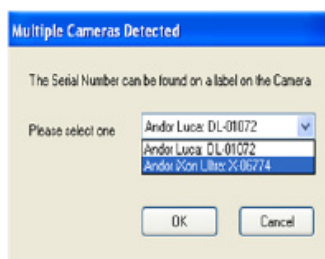 Multiple Cameras Detected
The Serial Number can be found on a label on the Camera
Please select one
Andor Luca: DL-01072
Andor Luca: DL-01072
Andor iXon Ultra: X-06774
OK
Cancel